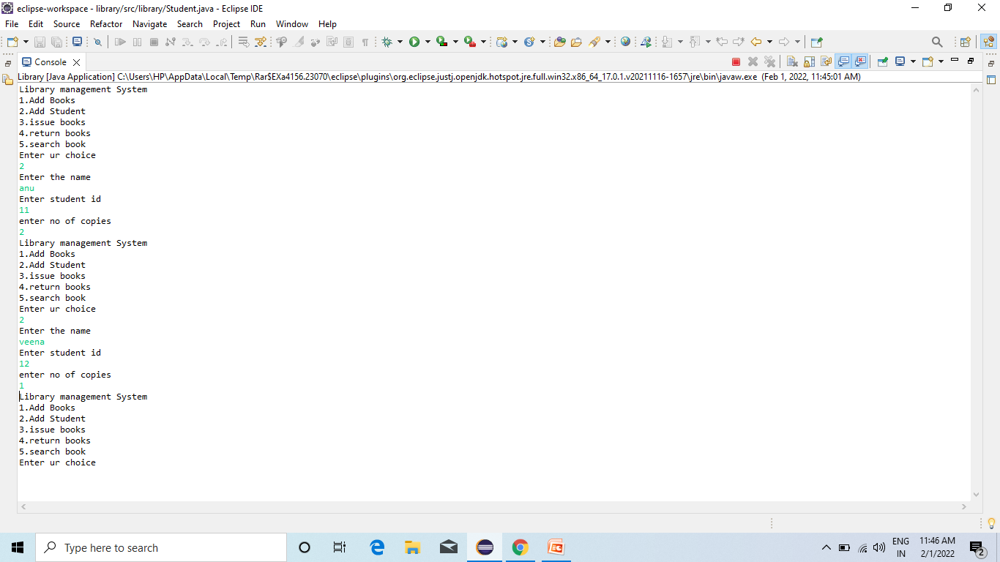 eclipse-workspace - library/src/library/Student.java - Eclipse IDE
File Edit Source Refactor Navigate Search Project Run Window Help
Console
Library [Java Application] C:\Users\HP\AppData\Local\Temp\Rar$EXa4156.23070\eclipse\plugins\org.eclipse.justj.openjdk.hotspot.jre.full.win32.x86_64_17.0.1.v20211116-1657\jre\bin\javaw.exe (Feb 1, 2022, 11:45:01 AM)
Library management System
1.Add Books
2.Add Student
3.issue books
4.return books
5.search book
Enter ur choice
2
Enter the name
anu
Enter student id
11
enter no of copies
2
Library management System
1.Add Books
2.Add Student
3.issue books
4.return books
5.search book
Enter ur choice
2
Enter the name
veena
Enter student id
12
enter no of copies
1
Library management System
1.Add Books
2.Add Student
3.issue books
4.return books
5.search book
Enter ur choice
Type here to search
ENG
IN
11:46 AM
2/1/2022
2